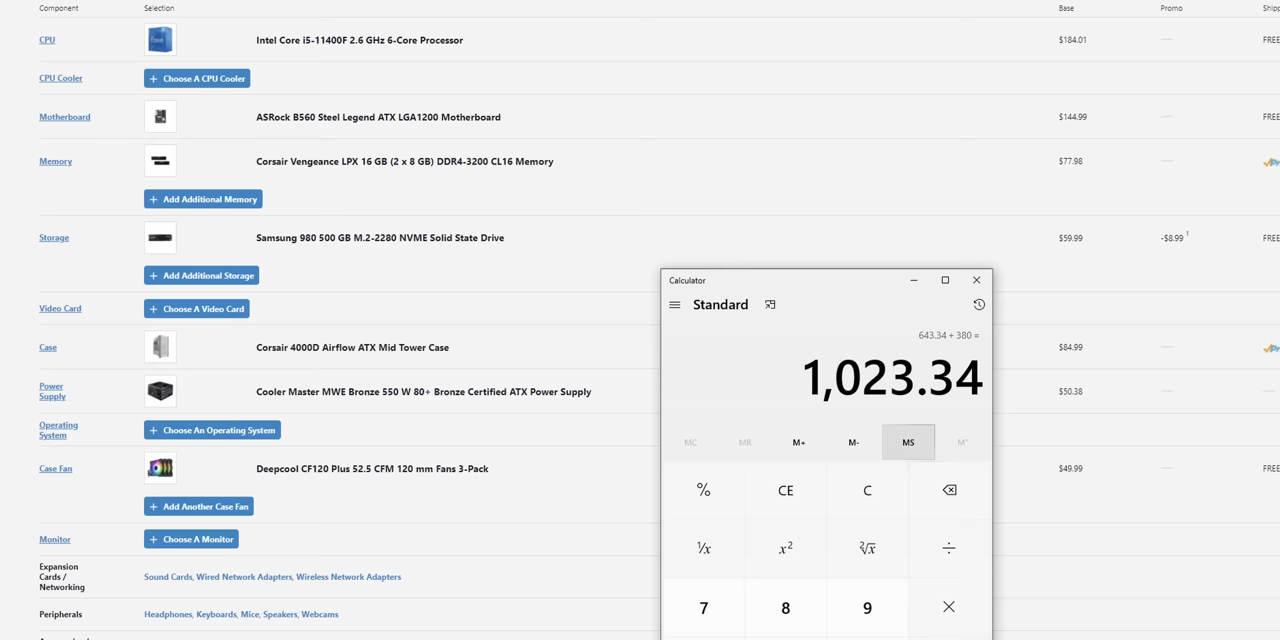 Component Selection Base Promo Shipp
CPU Intel Core i5-11400F 2.6 GHz 6-Core Processor $184.01 — FREE
CPU Cooler + Choose A CPU Cooler
Motherboard ASRock B560 Steel Legend ATX LGA1200 Motherboard $144.99 — FREE
Memory Corsair Vengeance LPX 16 GB (2 x 8 GB) DDR4-3200 CL16 Memory $77.98 —
+ Add Additional Memory
Storage Samsung 980 500 GB M.2-2280 NVME Solid State Drive $59.99 -$8.99 1 FREE
+ Add Additional Storage
Video Card + Choose A Video Card
Case Corsair 4000D Airflow ATX Mid Tower Case $84.99 —
Power
Supply
Cooler Master MWE Bronze 550 W 80+ Bronze Certified ATX Power Supply $50.38 — —
Operating
System
+ Choose An Operating System
Case Fan Deepcool CF120 Plus 52.5 CFM 120 mm Fans 3-Pack $49.99 — FREE
+ Add Another Case Fan
Monitor + Choose A Monitor
Expansion
Cards /
Networking
Sound Cards, Wired Network Adapters, Wireless Network Adapters
Peripherals Headphones, Keyboards, Mice, Speakers, Webcams
Calculator
Standard
643.34 + 380 =
1,023.34
MC MR M+ M- MS M˅
% CE C
¹/x x² ²√x ÷
7 8 9 ×